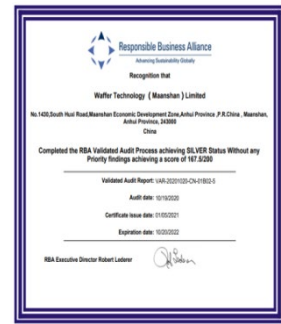 Responsible Business Alliance
Advancing Sustainability Globally
Recognition that
Waffer Technology ( Maanshan ) Limited
No.1430,South Huxi Road,Maanshan Economic Development Zone,Anhui Province ,P.R.China , Maanshan,
Anhui Province, 243000
China
Completed the RBA Validated Audit Process achieving SILVER Status Without any
Priority findings achieving a score of 167.5/200
Validated Audit Report: VAR-20201020-CN-01B02-5
Audit date: 10/19/2020
Certificate issue date: 01/05/2021
Expiration date: 10/20/2022
RBA Executive Director Robert Lederer